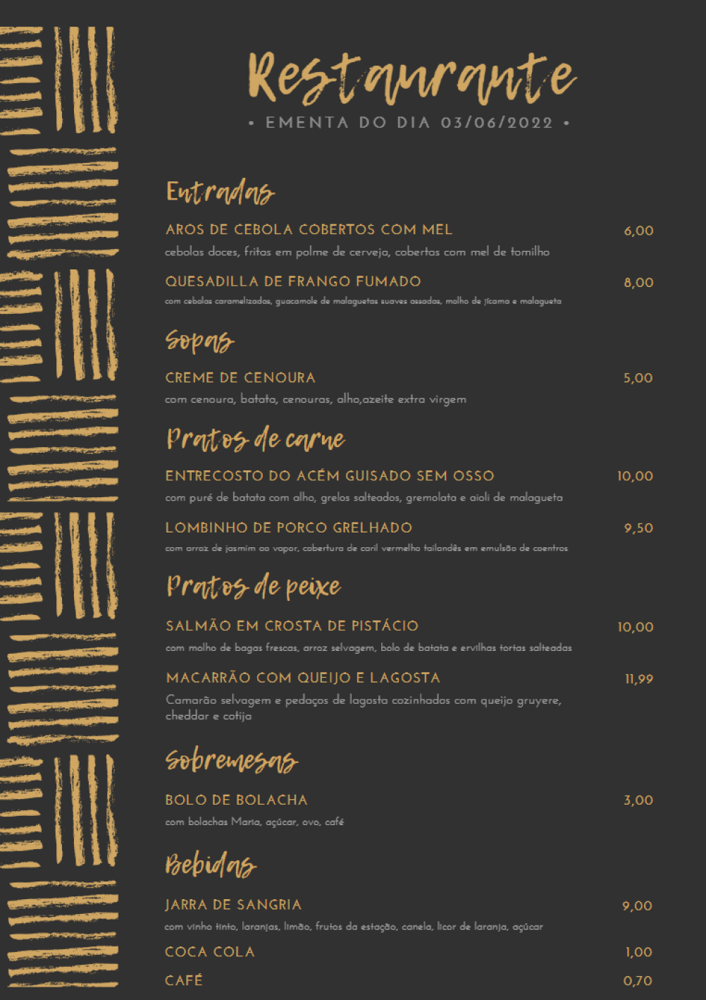 Restaurante
• EMENTA DO DIA 03/06/2022 •
Entradas
AROS DE CEBOLA COBERTOS COM MEL 6,00
cebolas doces, fritas em polme de cerveja, cobertas com mel de tomilho
QUESADILLA DE FRANGO FUMADO 8,00
com cebolas caramelizadas, guacamole de malaguetas suaves assadas, molho de jícama e malagueta
Sopas
CREME DE CENOURA 5,00
com cenoura, batata, cenouras, alho,azeite extra virgem
Pratos de carne
ENTRECOSTO DO ACÉM GUISADO SEM OSSO 10,00
com puré de batata com alho, grelos salteados, gremolata e aioli de malagueta
LOMBINHO DE PORCO GRELHADO 9,50
com arroz de jasmim ao vapor, cobertura de caril vermelho tailandês em emulsão de coentros
Pratos de peixe
SALMÃO EM CROSTA DE PISTÁCIO 10,00
com molho de bagas frescas, arroz selvagem, bolo de batata e ervilhas tortas salteadas
MACARRÃO COM QUEIJO E LAGOSTA 11,99
Camarão selvagem e pedaços de lagosta cozinhados com queijo gruyere,
cheddar e cotija
Sobremesas
BOLO DE BOLACHA 3,00
com bolachas Maria, açúcar, ovo, café
Bebidas
JARRA DE SANGRIA 9,00
com vinho tinto, laranjas, limão, frutos da estação, canela, licor de laranja, açúcar
COCA COLA 1,00
CAFÉ 0,70